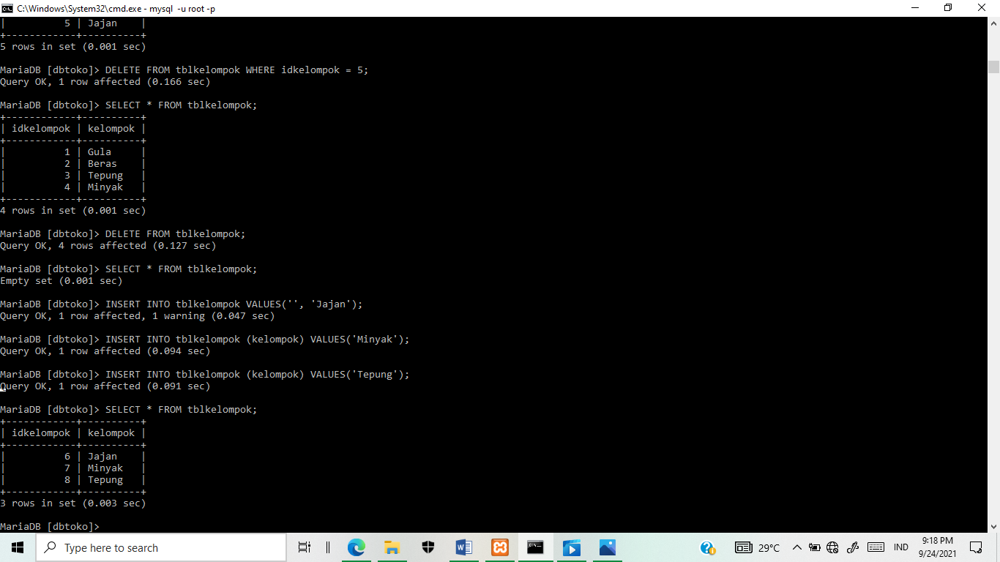 C:\Windows\System32\cmd.exe - mysql  -u root -p
|          5 | Jajan    |
+------------+----------+
5 rows in set (0.001 sec)
MariaDB [dbtoko]> DELETE FROM tblkelompok WHERE idkelompok = 5;
Query OK, 1 row affected (0.166 sec)
MariaDB [dbtoko]> SELECT * FROM tblkelompok;
+------------+----------+
| idkelompok | kelompok |
+------------+----------+
|          1 | Gula     |
|          2 | Beras    |
|          3 | Tepung   |
|          4 | Minyak   |
+------------+----------+
4 rows in set (0.001 sec)
MariaDB [dbtoko]> DELETE FROM tblkelompok;
Query OK, 4 rows affected (0.127 sec)
MariaDB [dbtoko]> SELECT * FROM tblkelompok;
Empty set (0.001 sec)
MariaDB [dbtoko]> INSERT INTO tblkelompok VALUES('', 'Jajan');
Query OK, 1 row affected, 1 warning (0.047 sec)
MariaDB [dbtoko]> INSERT INTO tblkelompok (kelompok) VALUES('Minyak');
Query OK, 1 row affected (0.094 sec)
MariaDB [dbtoko]> INSERT INTO tblkelompok (kelompok) VALUES('Tepung');
Query OK, 1 row affected (0.091 sec)
MariaDB [dbtoko]> SELECT * FROM tblkelompok;
+------------+----------+
| idkelompok | kelompok |
+------------+----------+
|          6 | Jajan    |
|          7 | Minyak   |
|          8 | Tepung   |
+------------+----------+
3 rows in set (0.003 sec)
MariaDB [dbtoko]>
Type here to search
29°C
IND
9:18 PM
9/24/2021